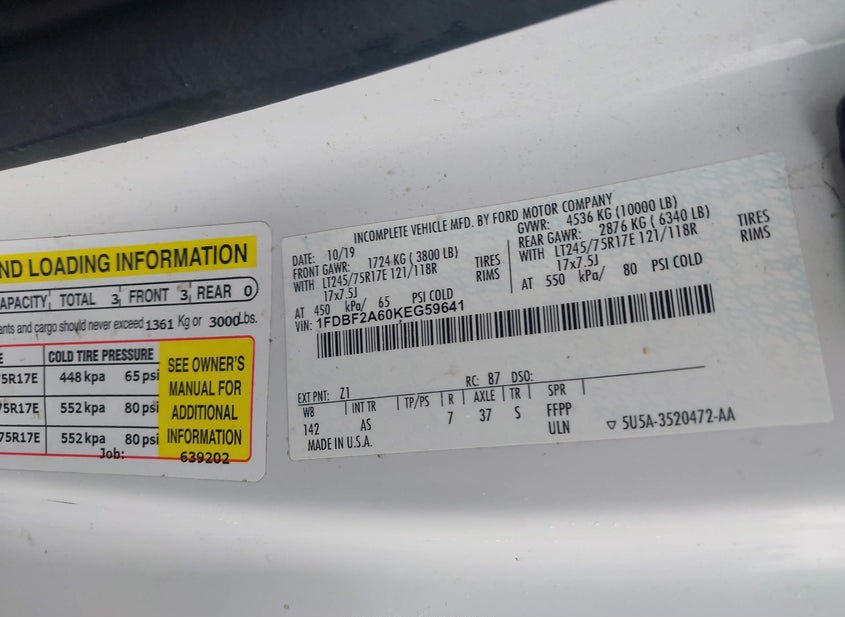 ND LOADING INFORMATION
APACITY TOTAL 3 FRONT 3 REAR 0
ants and cargo should never exceed 1361 Kg or 3000 Lbs.
E COLD TIRE PRESSURE
75R17E 448 kpa 65 psi
75R17E 552 kpa 80 psi
75R17E 552 kpa 80 psi
SEE OWNER'S
MANUAL FOR
ADDITIONAL
INFORMATION
Job: 639202
INCOMPLETE VEHICLE MFD. BY FORD MOTOR COMPANY
DATE: 10/19 GVWR: 4536 KG (10000 LB)
FRONT GAWR: 1724 KG (3800 LB) REAR GAWR: 2876 KG (6340 LB)
WITH LT245/75R17E 121/118R TIRES WITH LT245/75R17E 121/118R TIRES
17x7.5J RIMS 17x7.5J RIMS
AT 450 kPa/ 65 PSI COLD AT 550 kPa/ 80 PSI COLD
VIN: 1FDBF2A60KEG59641
EXT PNT: Z1 RC: 87 DSO:
WB INT TR TP/PS R AXLE TR SPR
142 AS 7 37 S FFPP
ULN
MADE IN U.S.A.
▽ 5U5A-3520472-AA